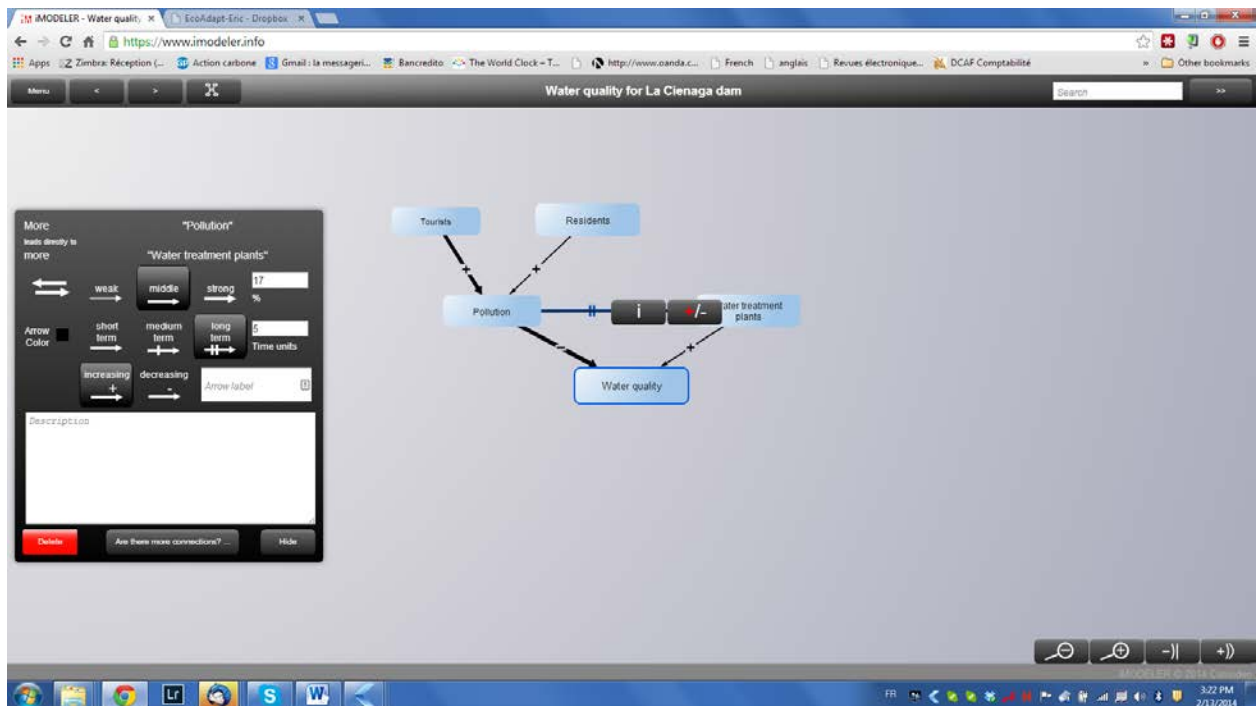 iMODELER - Water quality
EcoAdapt-Eric - Dropbox
https://www.imodeler.info
Apps Zimbra: Réception (... Action carbone Gmail : la messageri... Bancredito The World Clock – T... http://www.oanda.c... French anglais Revues électronique... DCAF Comptabilité » Other bookmarks
Menu < > Water quality for La Cienaga dam Search >>
More "Pollution"
leads directly to
more "Water treatment plants"
weak middle strong 17
%
Arrow Color short term medium term long term 5
Time units
increasing + decreasing - Arrow label
Description
Delete Are there more connections? ... Hide
Tourists
Residents
+ +
Pollution
i +/-
ater treatment
plants
- +
Water quality
-)| +))
iMODELER © 2014 Consideo
Lr S W FR 3:22 PM
2/13/2014